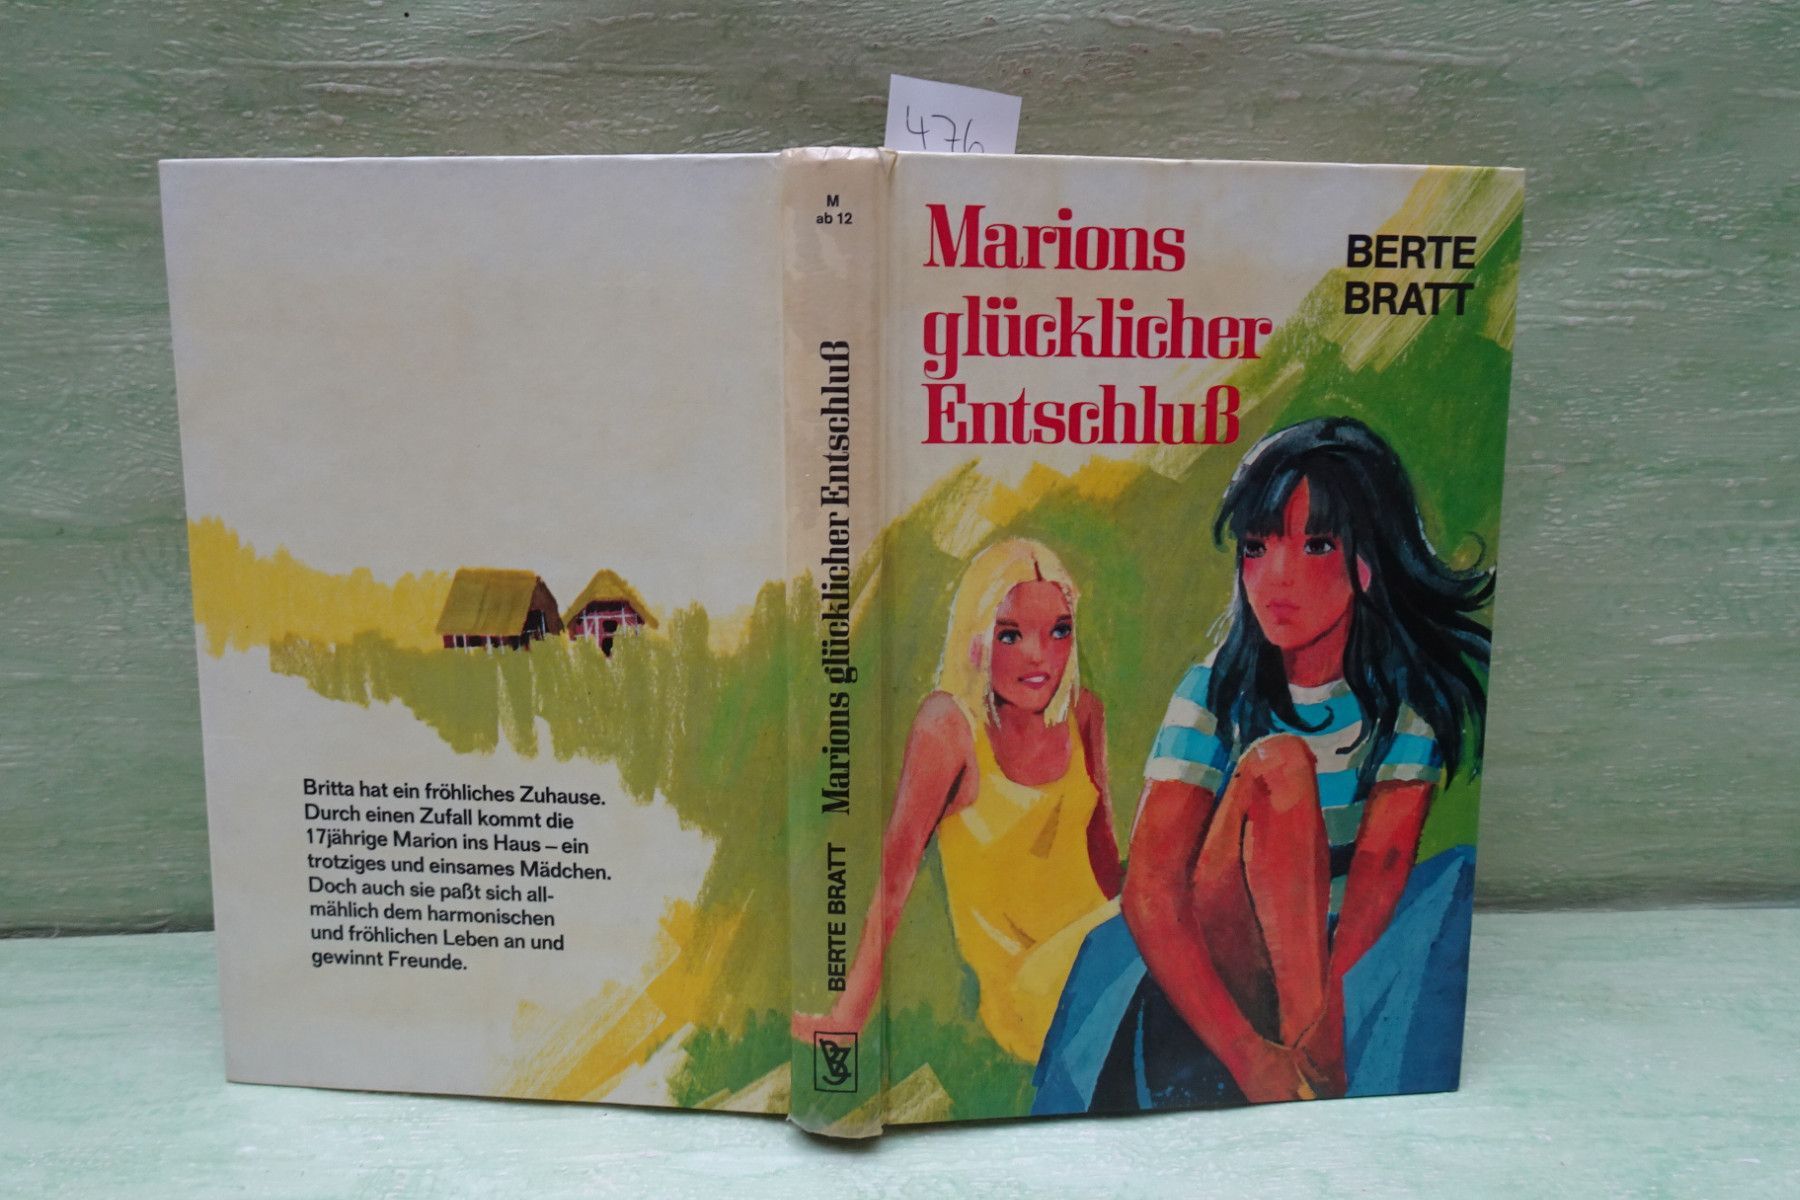 476
Marions
glücklicher
Entschluß
BERTE
BRATT
M
ab 12
BERTE BRATT Marions glücklicher Entschluß
Britta hat ein fröhliches Zuhause.
Durch einen Zufall kommt die
17jährige Marion ins Haus – ein
trotziges und einsames Mädchen.
Doch auch sie paßt sich all-
mählich dem harmonischen
und fröhlichen Leben an und
gewinnt Freunde.